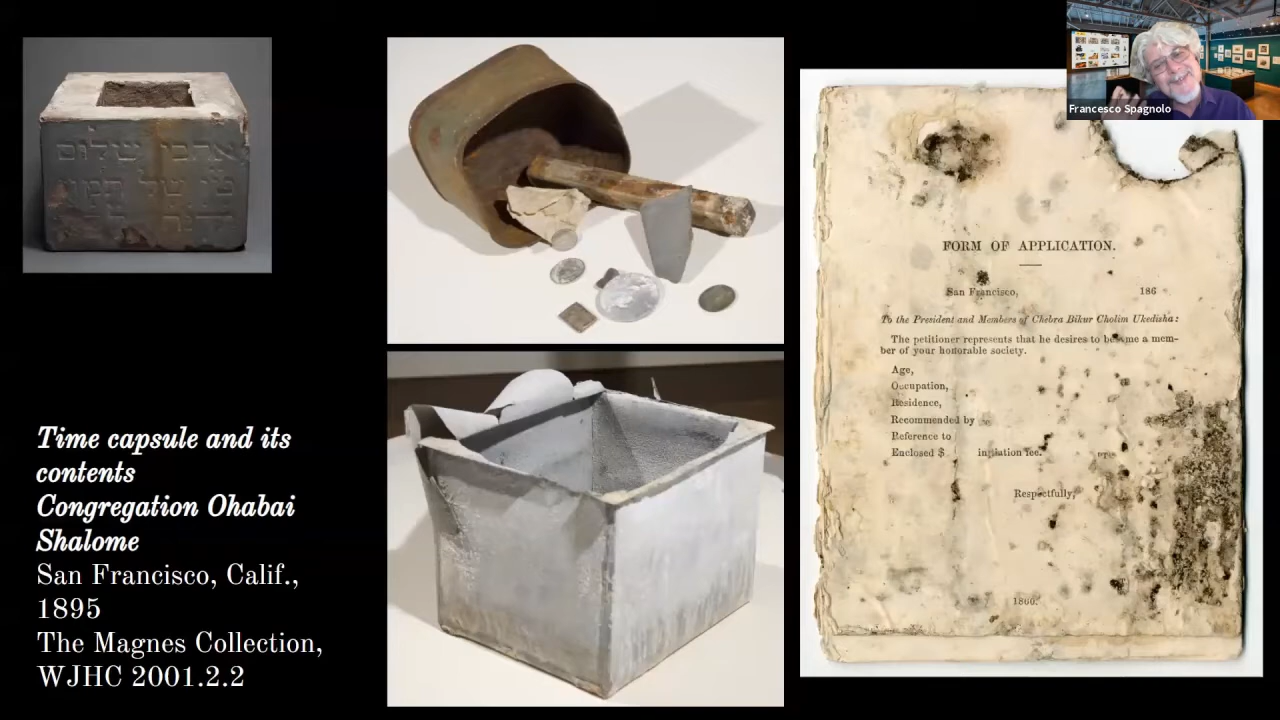 Francesco Spagnolo
אהבי שלום
של
Time capsule and its
contents
Congregation Ohabai
Shalome
San Francisco, Calif.,
1895
The Magnes Collection,
WJHC 2001.2.2
FORM OF APPLICATION.
San Francisco, 186
To the President and Members of Chebra Bikur Cholim Ukedisha:
The petitioner represents that he desires to become a mem-
ber of your honorable society.
Age,
Occupation,
Residence,
Recommended by
Reference to
Enclosed $ initiation fee.
Respectfully,
1860.